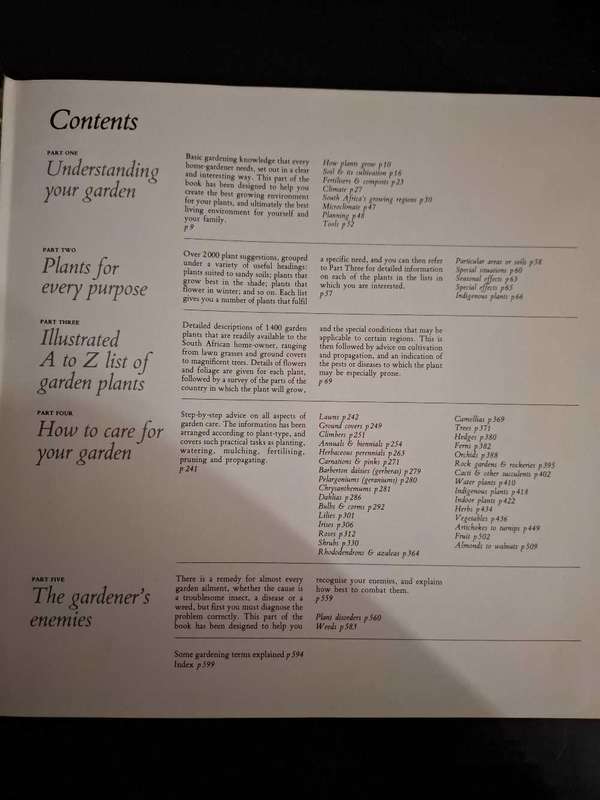 Contents
PART ONE
Understanding
your garden
Basic gardening knowledge that every
home-gardener needs, set out in a clear
and interesting way. This part of the
book has been designed to help you
create the best growing environment
for your plants, and ultimately the best
living environment for yourself and
your family.
p 9
How plants grow p 10
Soil & its cultivation p 16
Fertilisers & composts p 23
Climate p 27
South Africa's growing regions p 30
Microclimate p 47
Planning p 48
Tools p 52
PART TWO
Plants for
every purpose
Over 2 000 plant suggestions, grouped
under a variety of useful headings:
plants suited to sandy soils; plants that
grow best in the shade; plants that
flower in winter; and so on. Each list
gives you a number of plants that fulfil
a specific need, and you can then refer
to Part Three for detailed information
on each of the plants in the lists in
which you are interested.
p 57
Particular areas or soils p 58
Special situations p 60
Seasonal effects p 63
Special effects p 65
Indigenous plants p 66
PART THREE
Illustrated
A to Z list of
garden plants
Detailed descriptions of 1 400 garden
plants that are readily available to the
South African home-owner, ranging
from lawn grasses and ground covers
to magnificent trees. Details of flowers
and foliage are given for each plant,
followed by a survey of the parts of the
country in which the plant will grow,
and the special conditions that may be
applicable to certain regions. This is
then followed by advice on cultivation
and propagation, and an indication of
the pests or diseases to which the plant
may be especially prone.
p 69
PART FOUR
How to care for
your garden
Step-by-step advice on all aspects of
garden care. The information has been
arranged according to plant-type, and
covers such practical tasks as planting,
watering, mulching, fertilising,
pruning and propagating.
p 241
Lawns p 242
Ground covers p 249
Climbers p 251
Annuals & biennials p 254
Herbaceous perennials p 263
Carnations & pinks p 271
Barberton daisies (gerberas) p 279
Pelargoniums (geraniums) p 280
Chrysanthemums p 281
Dahlias p 286
Bulbs & corms p 292
Lilies p 301
Irises p 306
Roses p 312
Shrubs p 330
Rhododendrons & azaleas p 364
Camellias p 369
Trees p 371
Hedges p 380
Ferns p 382
Orchids p 388
Rock gardens & rockeries p 395
Cacti & other succulents p 402
Water plants p 410
Indigenous plants p 413
Indoor plants p 422
Herbs p 434
Vegetables p 436
Artichokes to turnips p 449
Fruit p 502
Almonds to walnuts p 509
PART FIVE
The gardener's
enemies
There is a remedy for almost every
garden ailment, whether the cause is
a troublesome insect, a disease or a
weed, but first you must diagnose the
problem correctly. This part of the
book has been designed to help you
recognise your enemies, and explains
how best to combat them.
p 559
Plant disorders p 560
Weeds p 583
Some gardening terms explained p 594
Index p 599